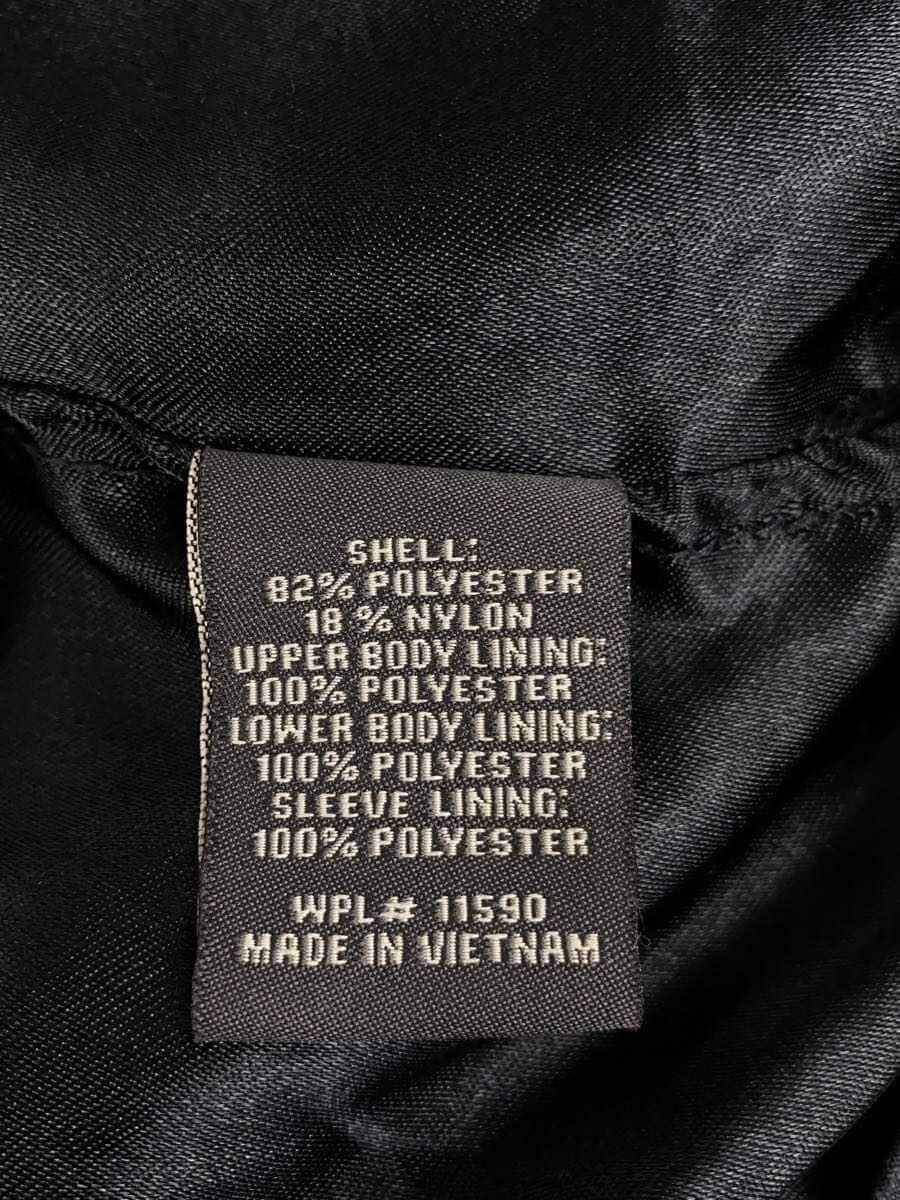 SHELL:
82% POLYESTER
18 % NYLON
UPPER BODY LINING:
100% POLYESTER
LOWER BODY LINING:
100% POLYESTER
SLEEVE LINING:
100% POLYESTER
WPL# 11590
MADE IN VIETNAM